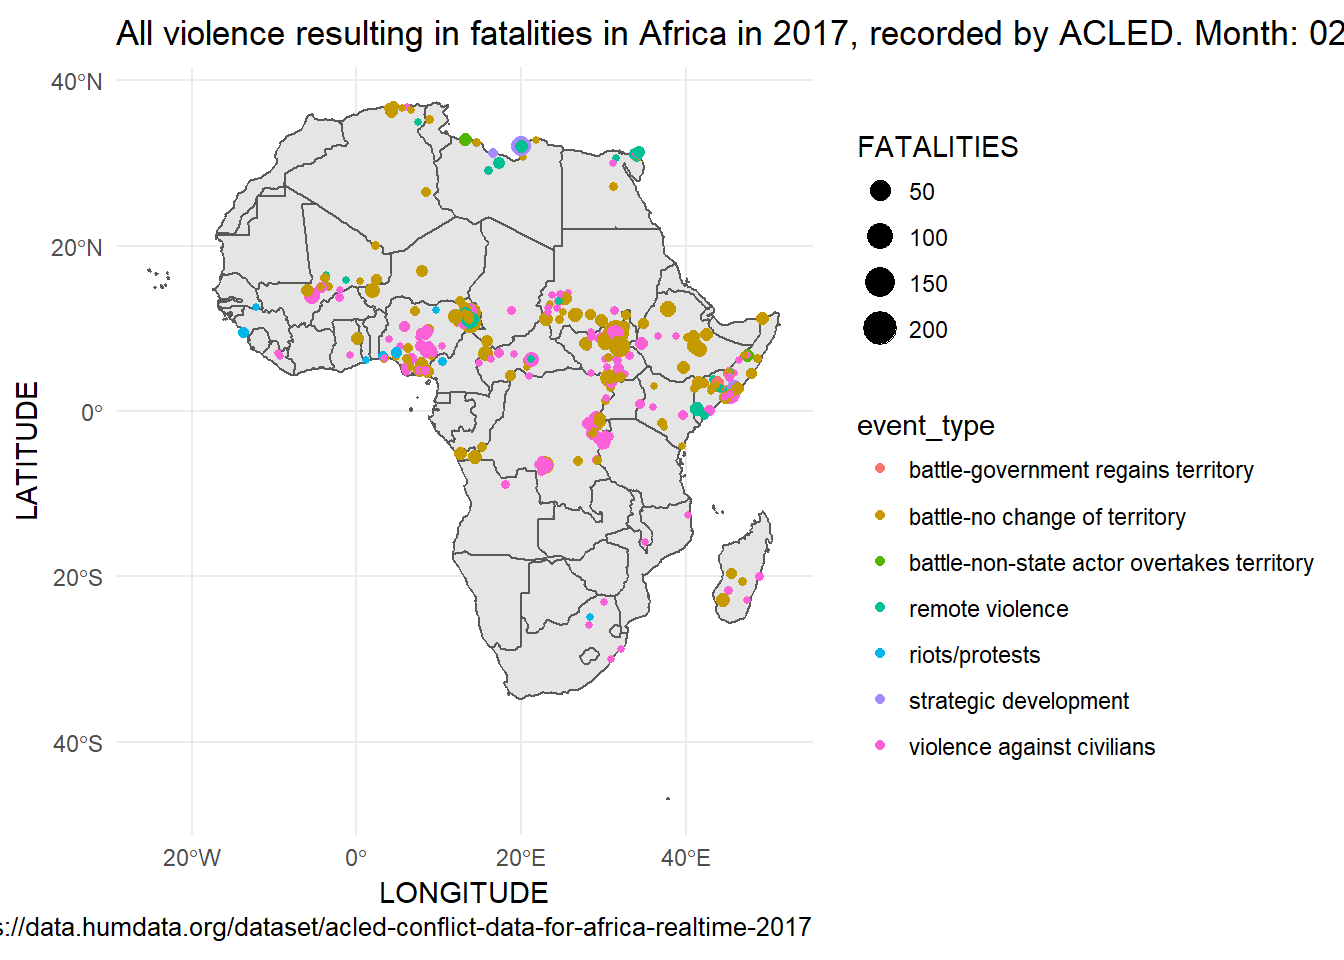 All violence resulting in fatalities in Africa in 2017, recorded by ACLED. Month: 02
40°N
20°N
0°
20°S
40°S
LATITUDE
20°W
0°
20°E
40°E
LONGITUDE
s://data.humdata.org/dataset/acled-conflict-data-for-africa-realtime-2017
FATALITIES
50
100
150
200
event_type
battle-government regains territory
battle-no change of territory
battle-non-state actor overtakes territory
remote violence
riots/protests
strategic development
violence against civilians